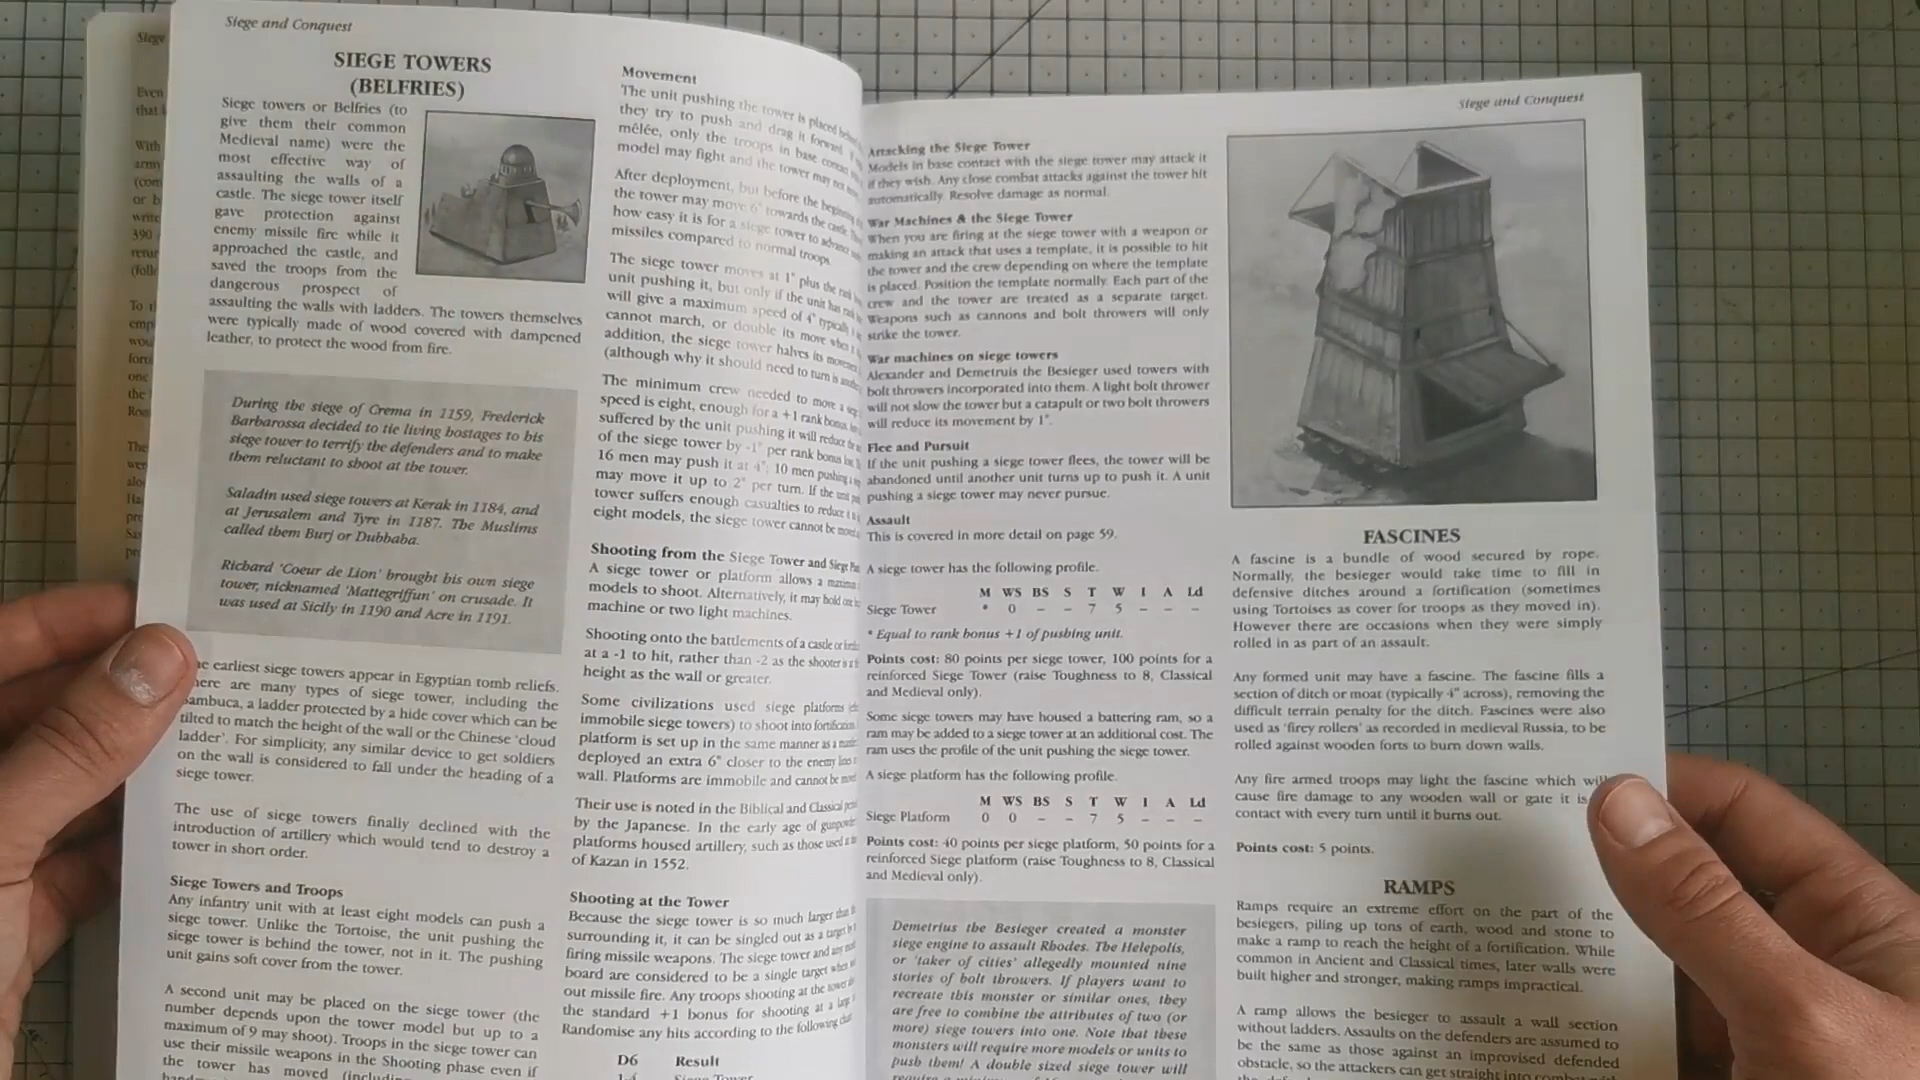 Siege and Conquest
SIEGE TOWERS
(BELFRIES)
Siege towers or Belfries (to
give them their common
Medieval name) were the
most effective way of
assaulting the walls of a
castle. The siege tower itself
gave protection against
enemy missile fire while it
approached the castle, and
saved the troops from the
dangerous prospect of
assaulting the walls with ladders. The towers themselves
were typically made of wood covered with dampened
leather, to protect the wood from fire.
During the siege of Crema in 1159, Frederick
Barbarossa decided to tie living hostages to his
siege tower to terrify the defenders and to make
them reluctant to shoot at the tower.
Saladin used siege towers at Kerak in 1184, and
at Jerusalem and Tyre in 1187. The Muslims
called them Burj or Dubbaba.
Richard 'Coeur de Lion' brought his own siege
tower, nicknamed 'Mattegriffun' on crusade. It
was used at Sicily in 1190 and Acre in 1191.
earliest siege towers appear in Egyptian tomb reliefs.
are many types of siege tower, including the
a ladder protected by a hide cover which can be
tilted to match the height of the wall or the Chinese 'cloud
ladder'. For simplicity, any similar device to get soldiers
on the wall is considered to fall under the heading of a
siege tower.
The use of siege towers finally declined with the
introduction of artillery which would tend to destroy a
tower in short order.
Siege Towers and Troops
Any infantry unit with at least eight models can push a
siege tower. Unlike the Tortoise, the unit pushing the
siege tower is behind the tower, not in it. The pushing
unit gains soft cover from the tower.
A second unit may be placed on the siege tower (the
number depends upon the tower model but up to a
maximum of 9 may shoot). Troops in the siege tower can
use their missile weapons in the Shooting phase even if
the tower has moved
Movement
The unit pushing the tower is placed
they try to push and drag it forward.
mêlée, only the troops in base contact
model may fight and the tower may not
After deployment, but before the beginning
the tower may move 6" towards the castle.
how easy it is for a siege tower to advance
missiles compared to normal troops.
The siege tower moves at 1" plus the rank
unit pushing it, but only if the unit has
will give a maximum speed of 4" typically
cannot march, or double its move when
addition, the siege tower halves its
(although why it should need to turn is
The minimum crew needed to move a
speed is eight, enough for a +1 rank bonus.
suffered by the unit pushing it will reduce the
of the siege tower by -1" per rank bonus
16 men may push it at 4"; 10 men pushing
may move it up to 2" per turn. If the unit
tower suffers enough casualties to reduce it
eight models, the siege tower cannot be
Shooting from the Siege Tower and Siege
A siege tower or platform allows a
models to shoot. Alternatively, it may hold one
machine or two light machines.
Shooting onto the battlements of a castle or
at a -1 to hit, rather than -2 as the shooter is
height as the wall or greater.
Some civilizations used siege platforms
immobile siege towers) to shoot into
platform is set up in the same manner as a
deployed an extra 6" closer to the enemy
wall. Platforms are immobile and cannot be
Their use is noted in the Biblical and Classical
by the Japanese. In the early age of
platforms housed artillery, such as those used
of Kazan in 1552.
Shooting at the Tower
Because the siege tower is so much larger than
surrounding it, it can be singled out as a target
firing missile weapons. The siege tower and any
board are considered to be a single target when
out missile fire. Any troops shooting at the tower
the standard +1 bonus for shooting at a large
Randomise any hits according to the following
D6 Result
Siege and Conquest
Attacking the Siege Tower
Models in base contact with the siege tower may attack it
if they wish. Any close combat attacks against the tower hit
automatically. Resolve damage as normal.
War Machines & the Siege Tower
When you are firing at the siege tower with a weapon or
making an attack that uses a template, it is possible to hit
the tower and the crew depending on where the template
is placed. Position the template normally. Each part of the
crew and the tower are treated as a separate target.
Weapons such as cannons and bolt throwers will only
strike the tower.
War machines on siege towers
Alexander and Demetruis the Besieger used towers with
bolt throwers incorporated into them. A light bolt thrower
will not slow the tower but a catapult or two bolt throwers
will reduce its movement by 1".
Flee and Pursuit
If the unit pushing a siege tower flees, the tower will be
abandoned until another unit turns up to push it. A unit
pushing a siege tower may never pursue.
Assault
This is covered in more detail on page 59.
A siege tower has the following profile.
M WS BS S T W I A Ld
Siege Tower * 0 – – 7 5 – – –
* Equal to rank bonus +1 of pushing unit.
Points cost: 80 points per siege tower, 100 points for a
reinforced Siege Tower (raise Toughness to 8, Classical
and Medieval only).
Some siege towers may have housed a battering ram, so a
ram may be added to a siege tower at an additional cost. The
ram uses the profile of the unit pushing the siege tower.
A siege platform has the following profile.
M WS BS S T W I A Ld
Siege Platform 0 0 – – 7 5 – – –
Points cost: 40 points per siege platform, 50 points for a
reinforced Siege platform (raise Toughness to 8, Classical
and Medieval only).
Demetrius the Besieger created a monster
siege engine to assault Rhodes. The Helepolis,
or 'taker of cities' allegedly mounted nine
stories of bolt throwers. If players want to
recreate this monster or similar ones, they
are free to combine the attributes of two (or
more) siege towers into one. Note that these
monsters will require more models or units to
push them! A double sized siege tower will
FASCINES
A fascine is a bundle of wood secured by rope.
Normally, the besieger would take time to fill in
defensive ditches around a fortification (sometimes
using Tortoises as cover for troops as they moved in).
However there are occasions when they were simply
rolled in as part of an assault.
Any formed unit may have a fascine. The fascine fills a
section of ditch or moat (typically 4" across), removing the
difficult terrain penalty for the ditch. Fascines were also
used as 'firey rollers' as recorded in medieval Russia, to be
rolled against wooden forts to burn down walls.
Any fire armed troops may light the fascine which
cause fire damage to any wooden wall or gate it is
contact with every turn until it burns out.
Points cost: 5 points.
RAMPS
Ramps require an extreme effort on the part of the
besiegers, piling up tons of earth, wood and stone to
make a ramp to reach the height of a fortification. While
common in Ancient and Classical times, later walls were
built higher and stronger, making ramps impractical.
A ramp allows the besieger to assault a wall section
without ladders. Assaults on the defenders are assumed to
be the same as those against an improvised defended
obstacle, so the attackers can get straight into